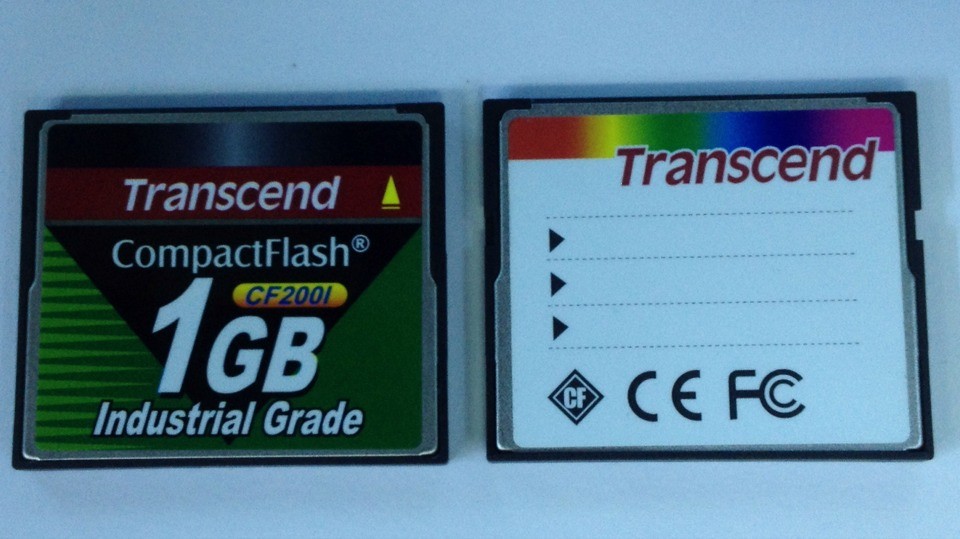 Transcend
CompactFlash®
CF200I
1GB
Industrial Grade
Transcend
CF CE FC